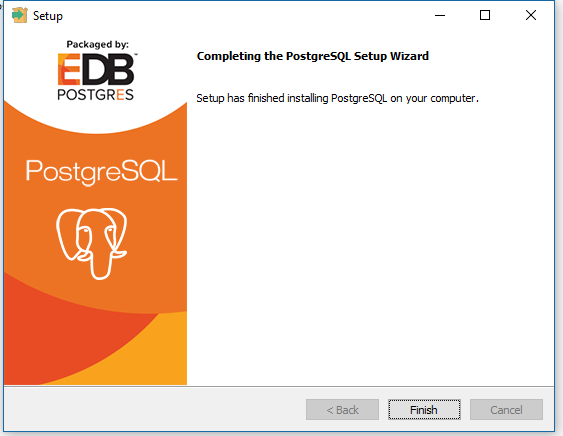 Setup
Packaged by:
EDB™
POSTGRES
PostgreSQL
Completing the PostgreSQL Setup Wizard
Setup has finished installing PostgreSQL on your computer.
< Back
Finish
Cancel